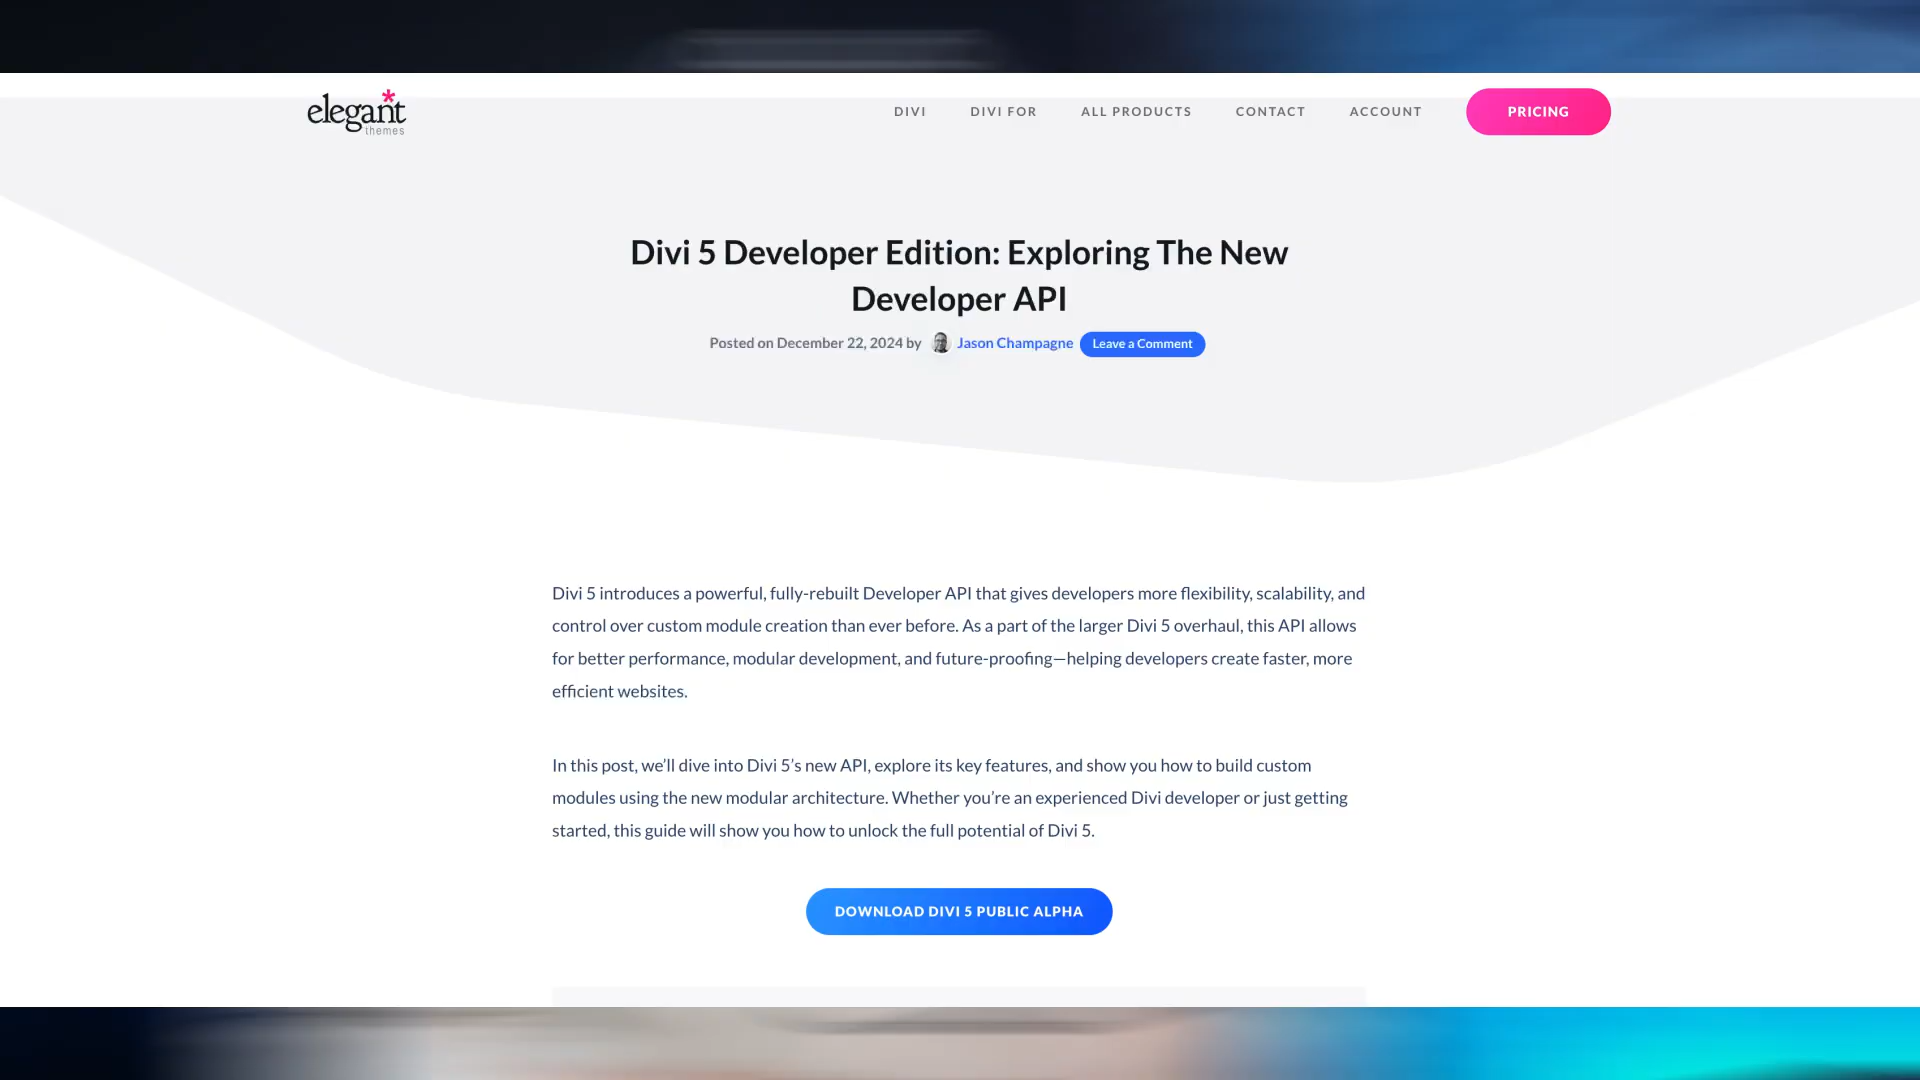 elegant
themes
DIVI
DIVI FOR
ALL PRODUCTS
CONTACT
ACCOUNT
PRICING
Divi 5 Developer Edition: Exploring The New
Developer API
Posted on December 22, 2024 by Jason Champagne Leave a Comment
Divi 5 introduces a powerful, fully-rebuilt Developer API that gives developers more flexibility, scalability, and
control over custom module creation than ever before. As a part of the larger Divi 5 overhaul, this API allows
for better performance, modular development, and future-proofing—helping developers create faster, more
efficient websites.
In this post, we’ll dive into Divi 5’s new API, explore its key features, and show you how to build custom
modules using the new modular architecture. Whether you’re an experienced Divi developer or just getting
started, this guide will show you how to unlock the full potential of Divi 5.
DOWNLOAD DIVI 5 PUBLIC ALPHA